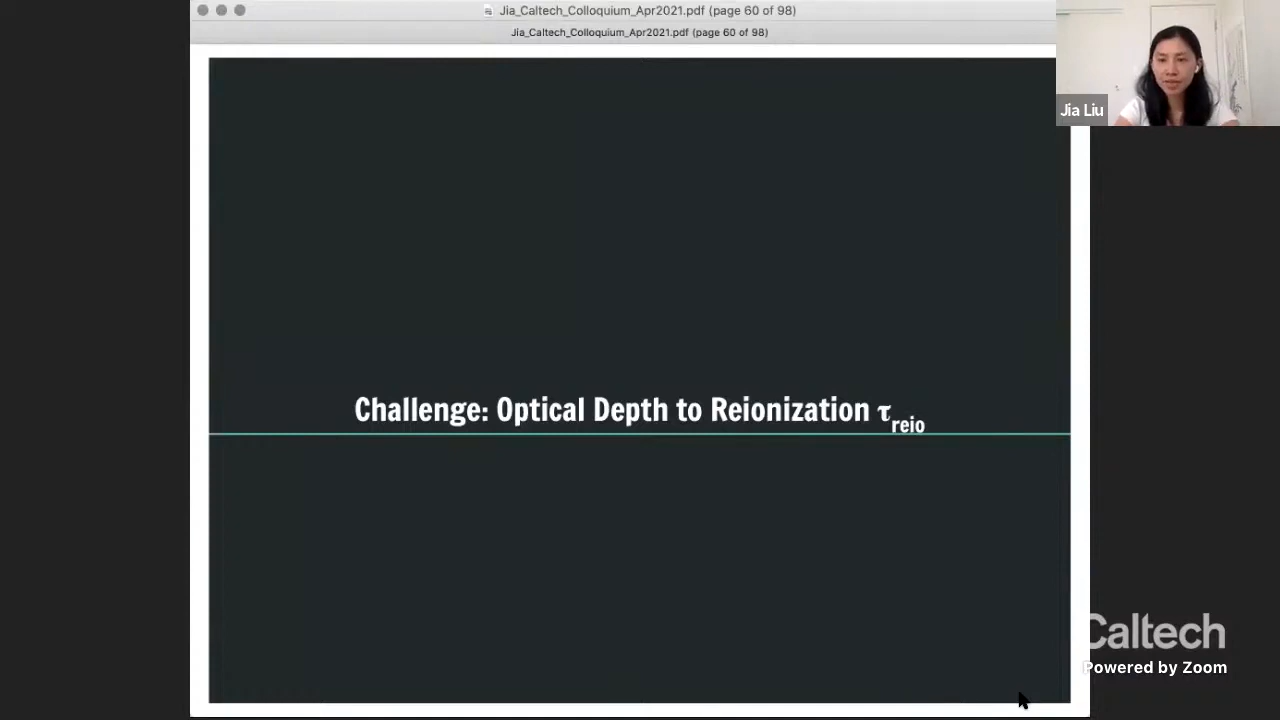 Jia_Caltech_Colloquium_Apr2021.pdf (page 60 of 98)
Jia_Caltech_Colloquium_Apr2021.pdf (page 60 of 98)
Jia Liu
Challenge: Optical Depth to Reionization τreio
Caltech
Powered by Zoom